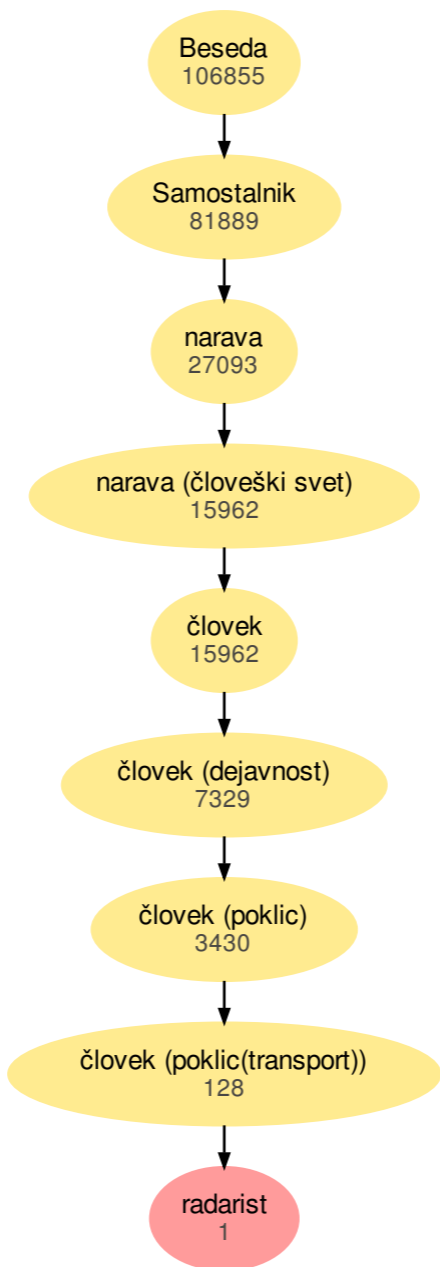 Beseda
106855
Samostalnik
81889
narava
27093
narava (človeški svet)
15962
človek
15962
človek (dejavnost)
7329
človek (poklic)
3430
človek (poklic(transport))
128
radarist
1